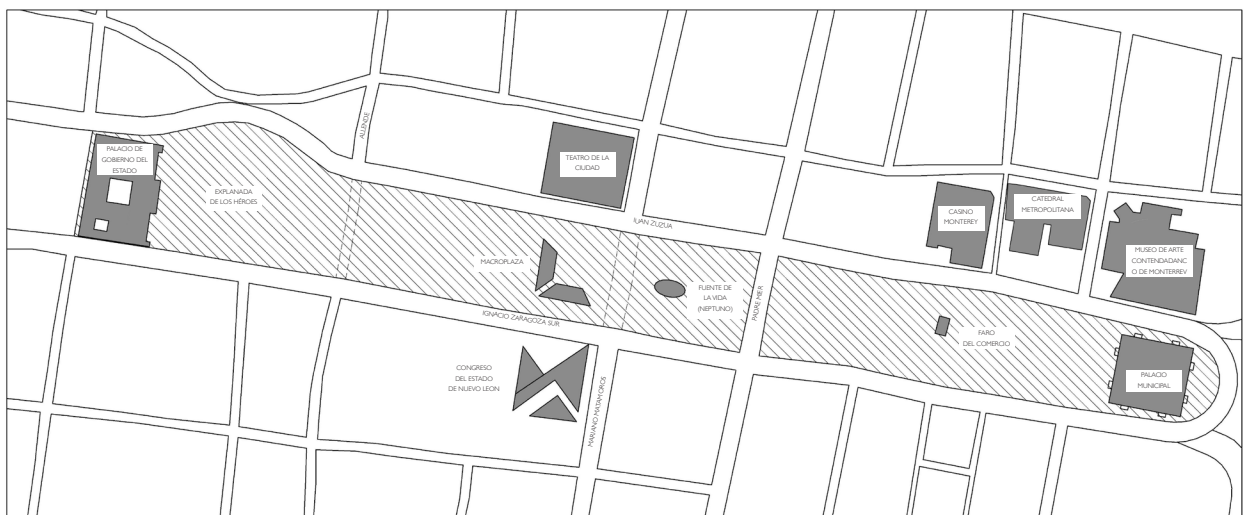 ALLENDE
PALACIO DE
GOBIERNO DEL
ESTADO
EXPLANADA
DE LOS HÉROES
TEATRO DE LA
CIUDAD
JUAN ZUZUA
MACROPLAZA
FUENTE DE
LA VIDA
(NEPTUNO)
PADRE MIER
IGNACIO ZARAGOZA SUR
CONGRESO
DEL ESTADO
DE NUEVO LEON
MARIANO MATAMOROS
CASINO
MONTEREY
CATEDRAL
METROPOLITANA
MUSEO DE ARTE
CONTENDADANC
O DE MONTERREV
FARO
DEL COMERCIO
PALACIO
MUNICIPAL